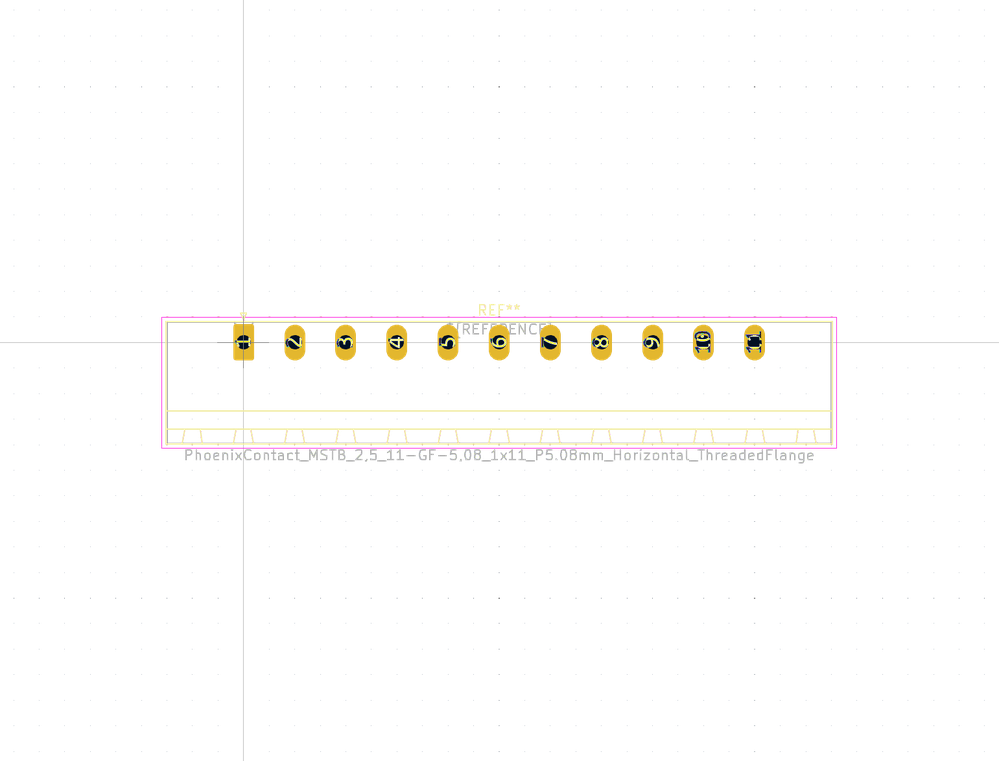 REF**
${REFERENCE}
1 2 3 4 5 6 7 8 9 10 11
PhoenixContact_MSTB_2,5_11-GF-5,08_1x11_P5.08mm_Horizontal_ThreadedFlange